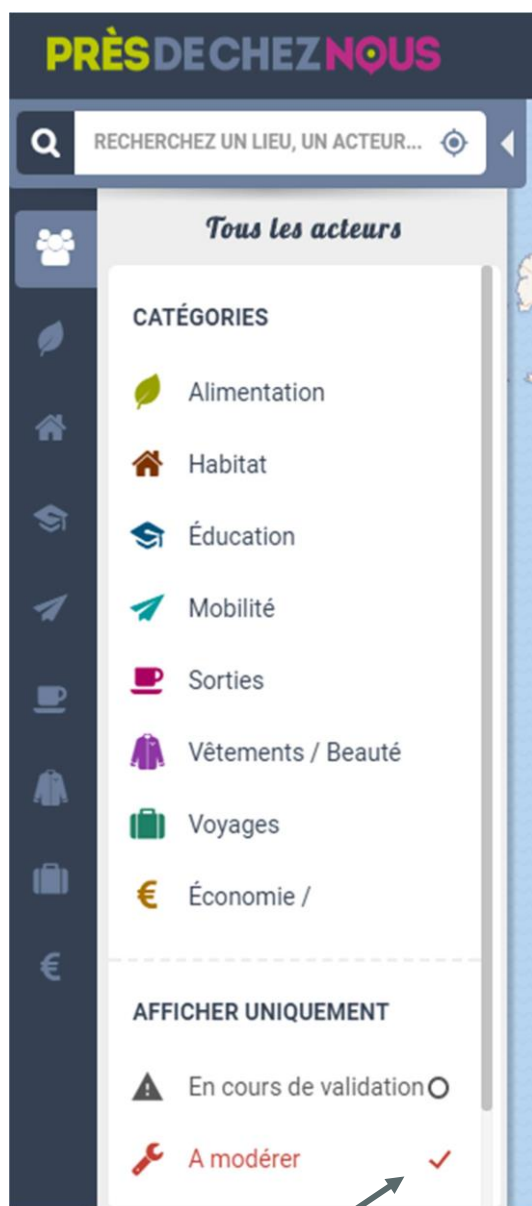 PRÈSDECHEZNOUS
RECHERCHEZ UN LIEU, UN ACTEUR...
Tous les acteurs
CATÉGORIES
Alimentation
Habitat
Éducation
Mobilité
Sorties
Vêtements / Beauté
Voyages
€ Économie /
€
AFFICHER UNIQUEMENT
En cours de validation
A modérer